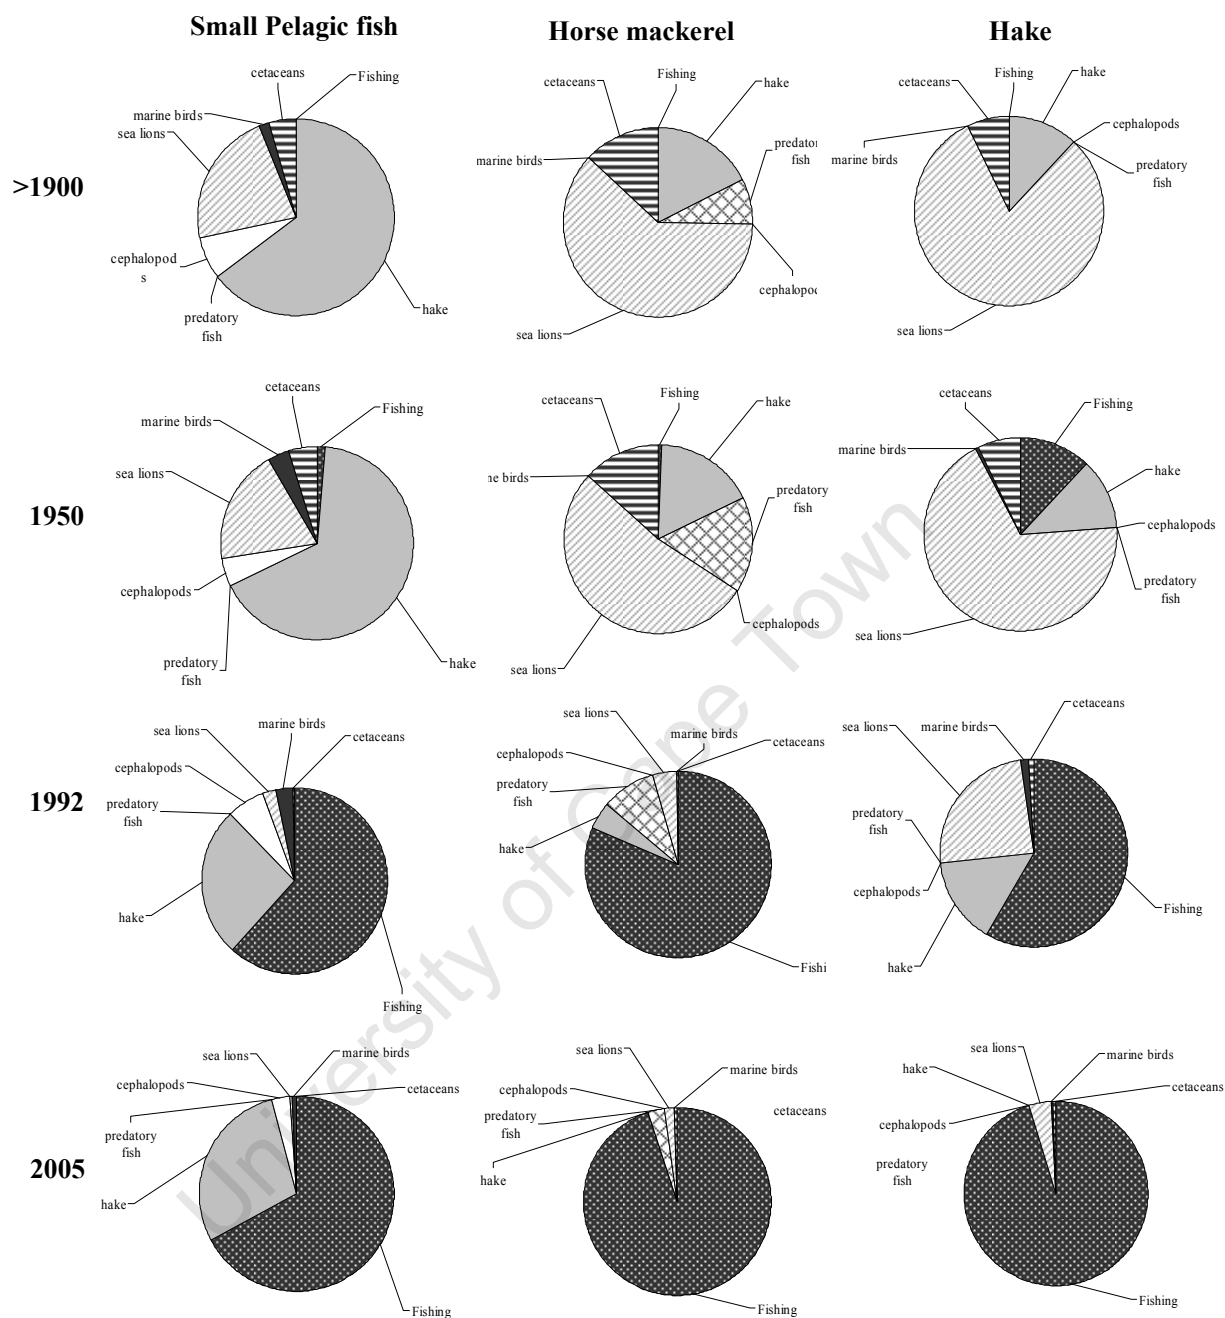 Small Pelagic fish
Horse mackerel
Hake
>1900
cetaceans
Fishing
marine birds
sea lions
cephalopod
s
predatory
fish
hake
cetaceans
Fishing
hake
marine birds
predator
fish
cephalopod
sea lions
cetaceans
Fishing
hake
cephalopods
predatory
fish
marine birds
sea lions
1950
cetaceans
Fishing
marine birds
sea lions
cephalopods
predatory
fish
hake
cetaceans
Fishing
hake
ne birds
predatory
fish
cephalopods
sea lions
cetaceans
Fishing
marine birds
hake
cephalopods
predatory
fish
sea lions
1992
sea lions
marine birds
cetaceans
cephalopods
predatory
fish
hake
Fishing
sea lions
marine birds
cephalopods
cetaceans
predatory
fish
hake
Fishi
cetaceans
sea lions
marine birds
predatory
fish
cephalopods
hake
Fishing
2005
sea lions
marine birds
cephalopods
cetaceans
predatory
fish
hake
Fishing
sea lions
marine birds
cephalopods
predatory
fish
cetaceans
hake
Fishing
sea lions
marine birds
hake
cetaceans
cephalopods
predatory
fish
Fishing
University of Cape Town